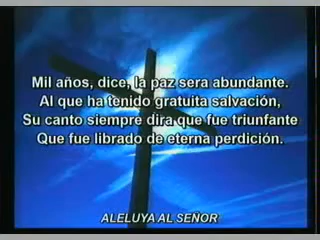 Mil años, dice, la paz sera abundante.
Al que ha tenido gratuita salvación,
Su canto siempre dira que fue triunfante
Que fue librado de eterna perdición.
ALELUYA AL SEÑOR